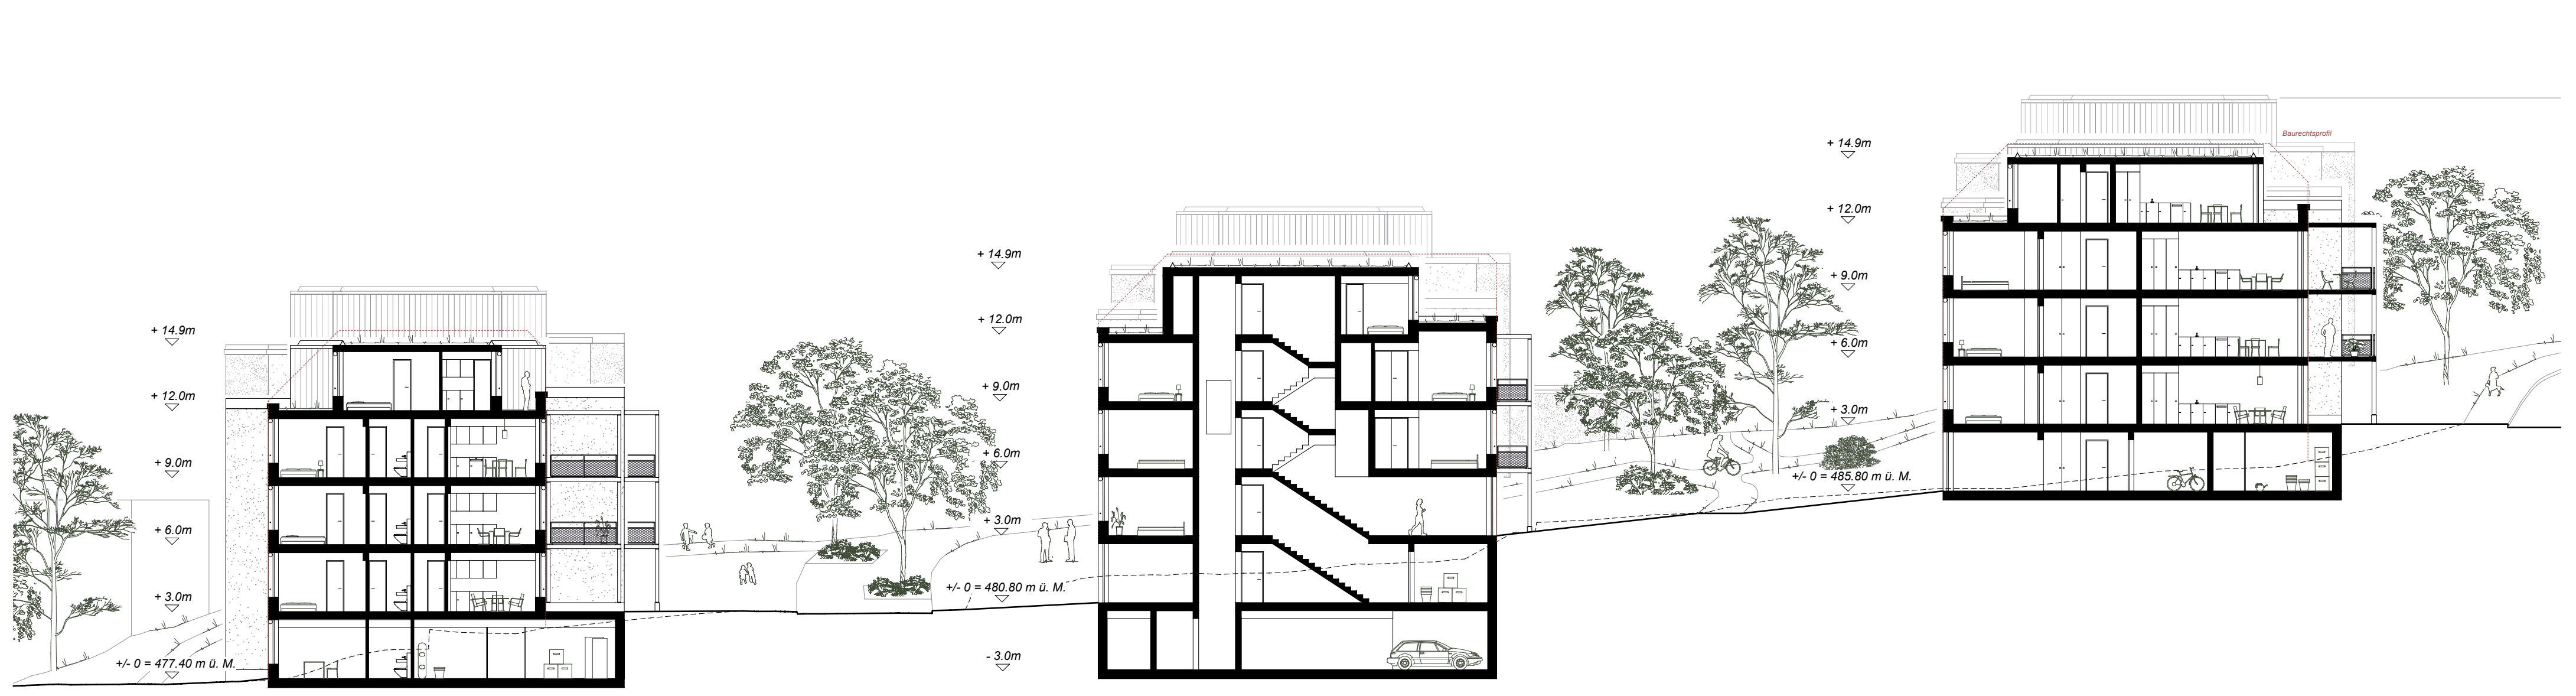 + 14.9m
+ 12.0m
+ 9.0m
+ 6.0m
+ 3.0m
+/- 0 = 477.40 m ü. M.
+ 14.9m
+ 12.0m
+ 9.0m
+ 6.0m
+ 3.0m
+/- 0 = 480.80 m ü. M.
- 3.0m
+ 14.9m
+ 12.0m
+ 9.0m
+ 6.0m
+ 3.0m
+/- 0 = 485.80 m ü. M.
Baurechtsprofil